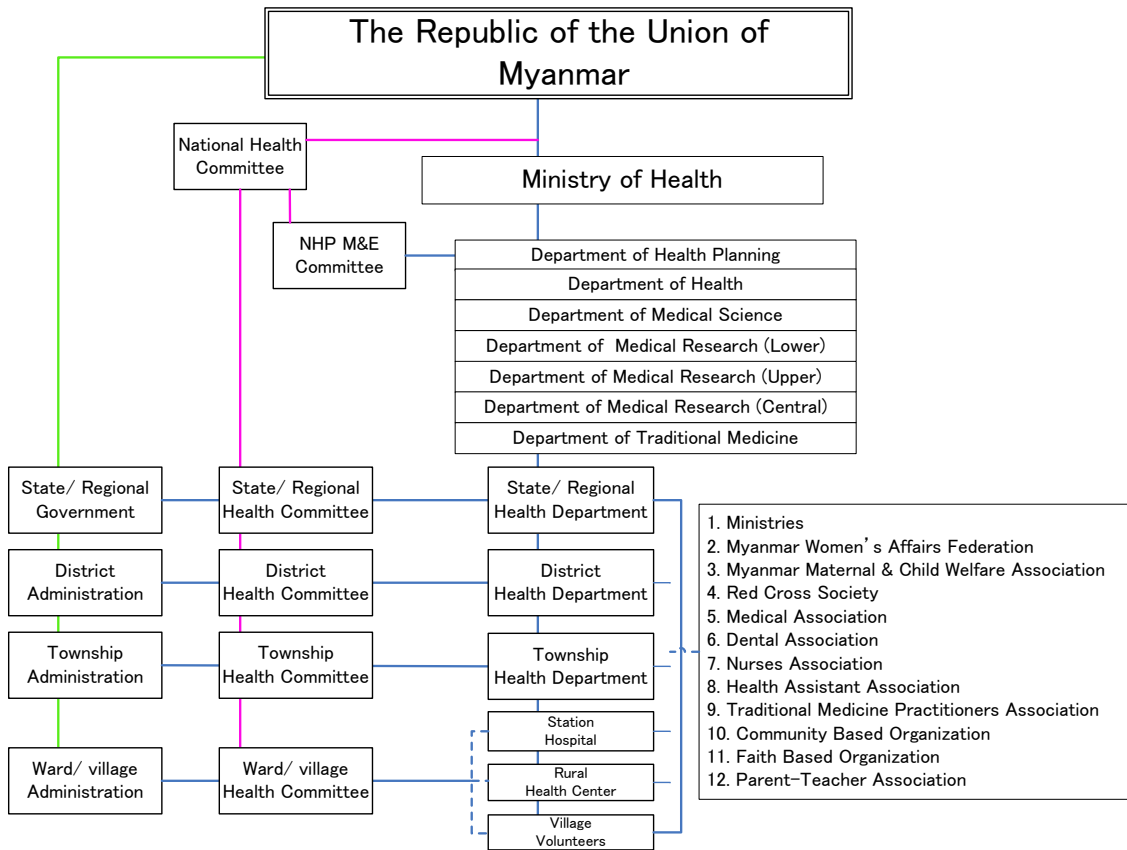 The Republic of the Union of
Myanmar
National Health
Committee
Ministry of Health
NHP M&E
Committee
Department of Health Planning
Department of Health
Department of Medical Science
Department of Medical Research (Lower)
Department of Medical Research (Upper)
Department of Medical Research (Central)
Department of Traditional Medicine
State/ Regional
Government
State/ Regional
Health Committee
State/ Regional
Health Department
District
Administration
District
Health Committee
District
Health Department
Township
Administration
Township
Health Committee
Township
Health Department
Station
Hospital
Ward/ village
Administration
Ward/ village
Health Committee
Rural
Health Center
Village
Volunteers
1. Ministries
2. Myanmar Women's Affairs Federation
3. Myanmar Maternal & Child Welfare Association
4. Red Cross Society
5. Medical Association
6. Dental Association
7. Nurses Association
8. Health Assistant Association
9. Traditional Medicine Practitioners Association
10. Community Based Organization
11. Faith Based Organization
12. Parent-Teacher Association